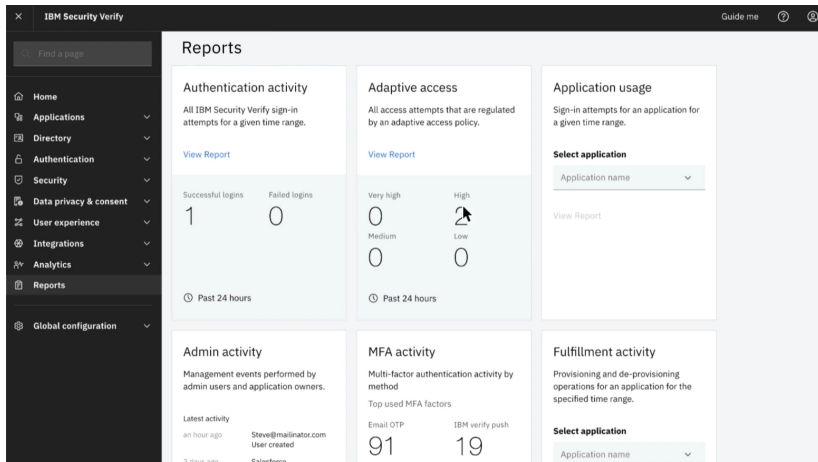 IBM Security Verify
Guide me
Find a page
Home
Applications
Directory
Authentication
Security
Data privacy & consent
User experience
Integrations
Analytics
Reports
Global configuration
Reports
Authentication activity
All IBM Security Verify sign-in
attempts for a given time range.
View Report
Successful logins Failed logins
1 0
Past 24 hours
Adaptive access
All access attempts that are regulated
by an adaptive access policy.
View Report
Very high High
0 2
Medium Low
0 0
Past 24 hours
Application usage
Sign-in attempts for an application for
a given time range.
Select application
Application name
View Report
Admin activity
Management events performed by
admin users and application owners.
Latest activity
an hour ago Steve@mailinator.com
User created
2 days ago Salesforce
MFA activity
Multi-factor authentication activity by
method
Top used MFA factors
Email OTP IBM verify push
91 19
Fulfillment activity
Provisioning and de-provisioning
operations for an application for the
specified time range.
Select application
Application name